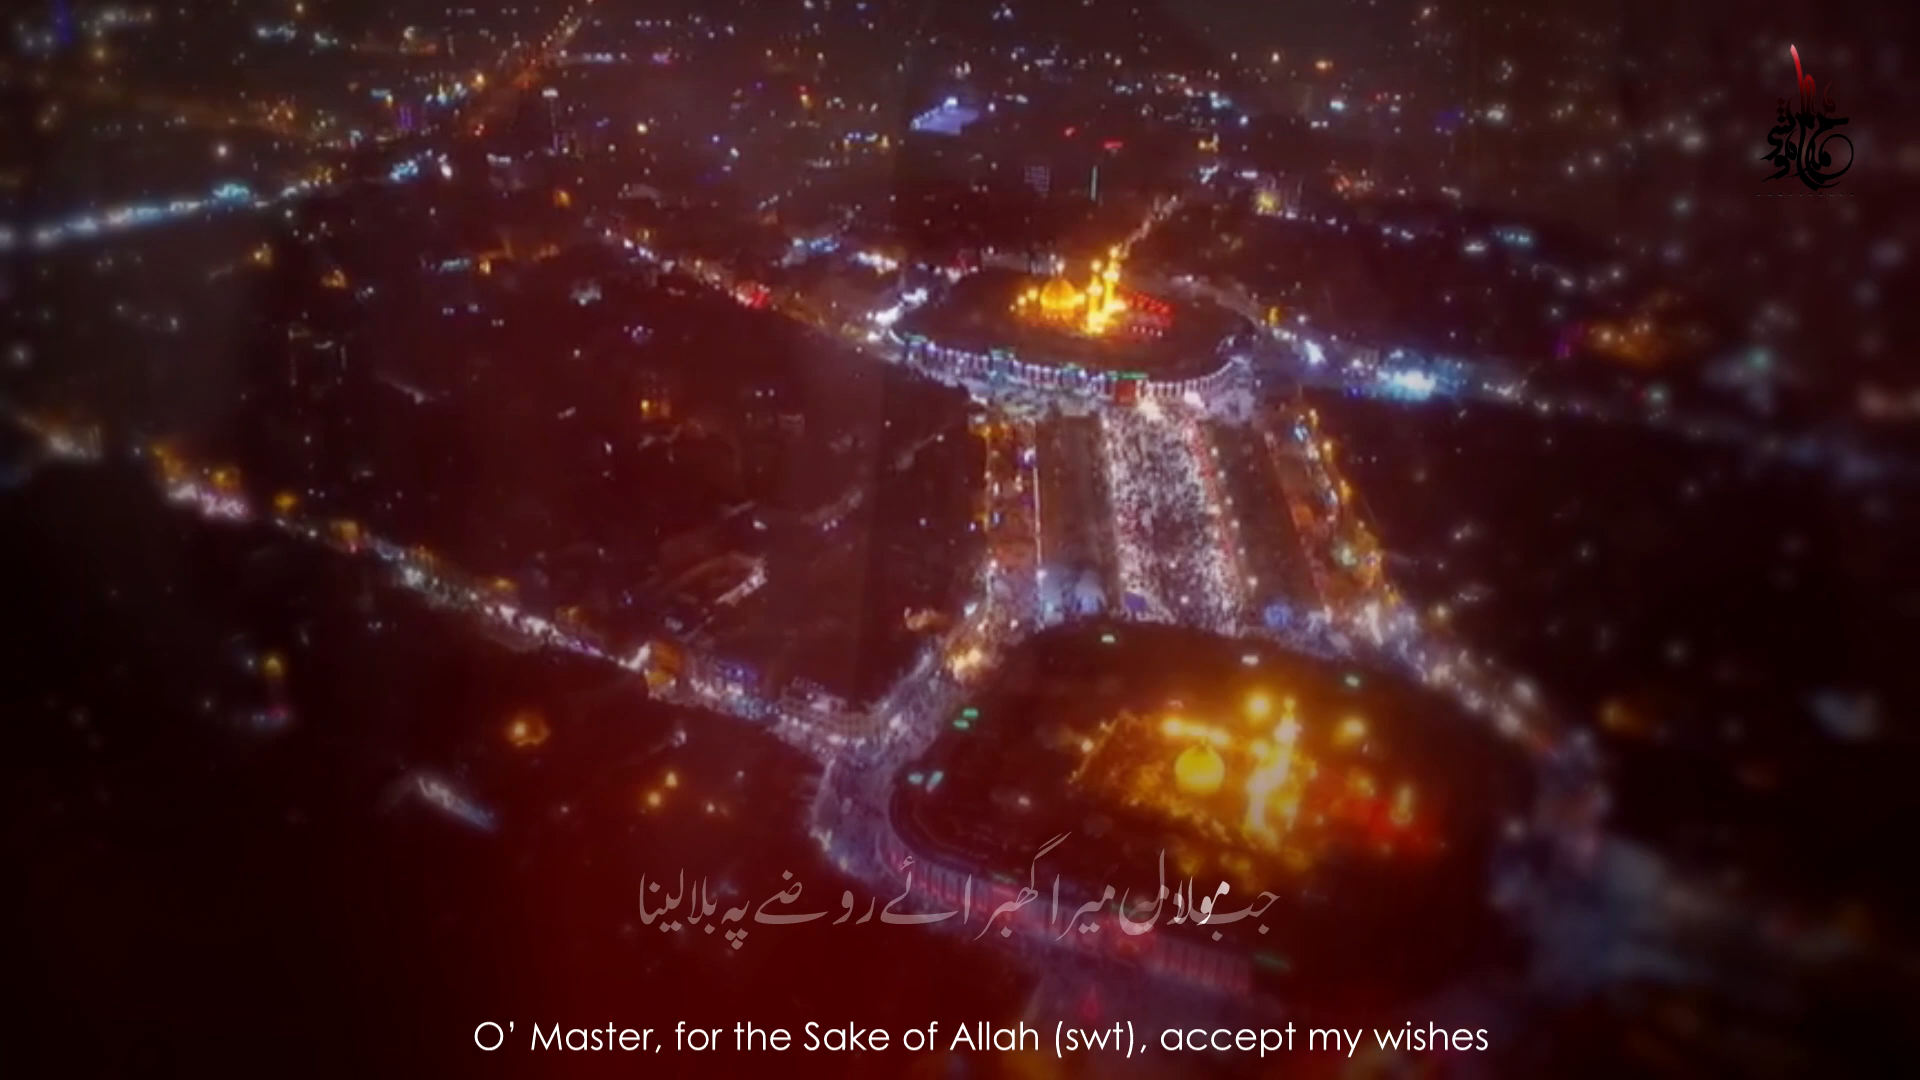 جب مولا دل میرا گھبرائے روضے پہ بلا لینا
O’ Master, for the Sake of Allah (swt), accept my wishes